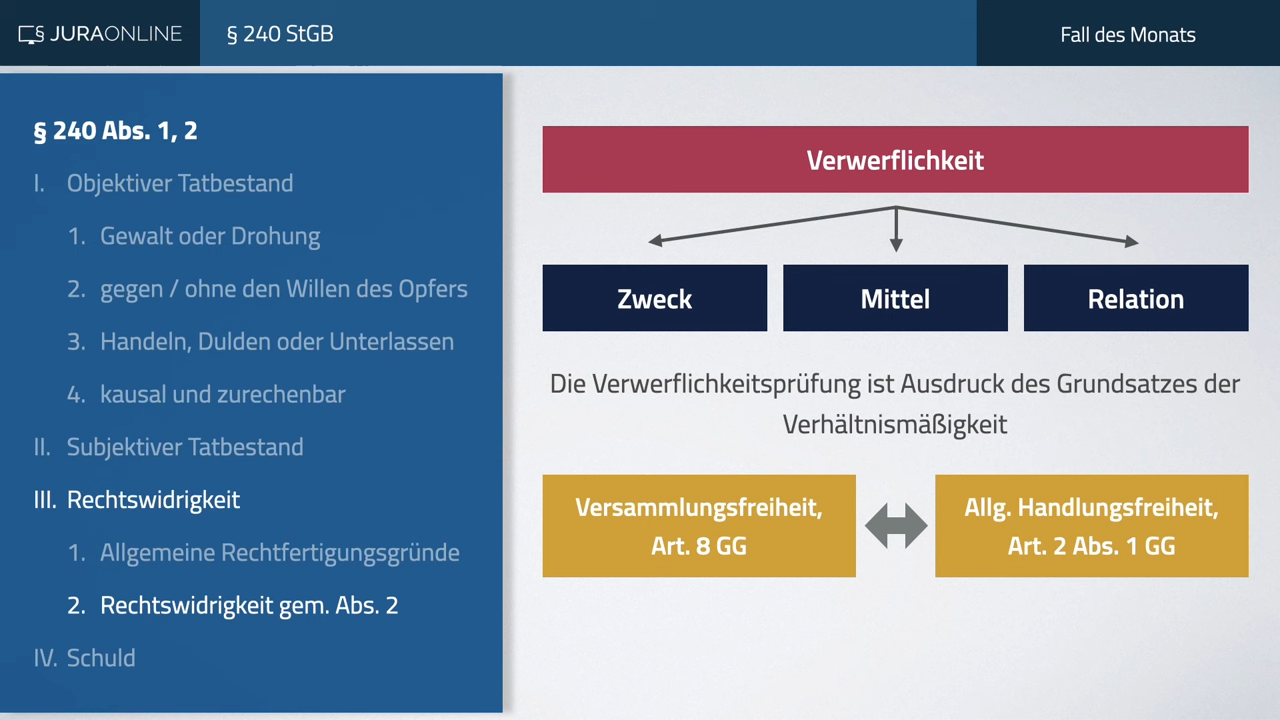 JURAONLINE
§ 240 StGB
Fall des Monats
§ 240 Abs. 1, 2
I. Objektiver Tatbestand
1. Gewalt oder Drohung
2. gegen / ohne den Willen des Opfers
3. Handeln, Dulden oder Unterlassen
4. kausal und zurechenbar
II. Subjektiver Tatbestand
III. Rechtswidrigkeit
1. Allgemeine Rechtfertigungsgründe
2. Rechtswidrigkeit gem. Abs. 2
IV. Schuld
Verwerflichkeit
Zweck
Mittel
Relation
Die Verwerflichkeitsprüfung ist Ausdruck des Grundsatzes der
Verhältnismäßigkeit
Versammlungsfreiheit,
Art. 8 GG
Allg. Handlungsfreiheit,
Art. 2 Abs. 1 GG